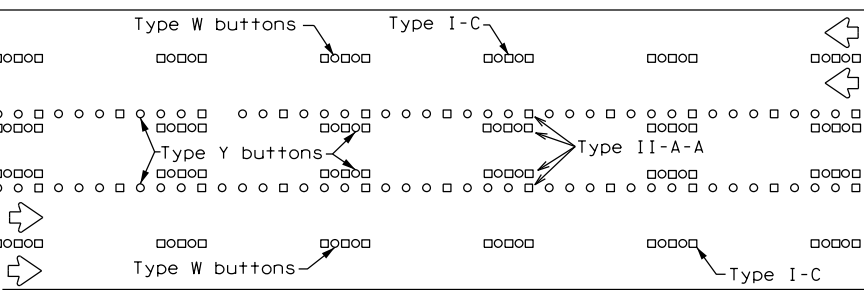 Type W buttons
Type I-C
Type Y buttons
Type II-A-A
Type W buttons
Type I-C